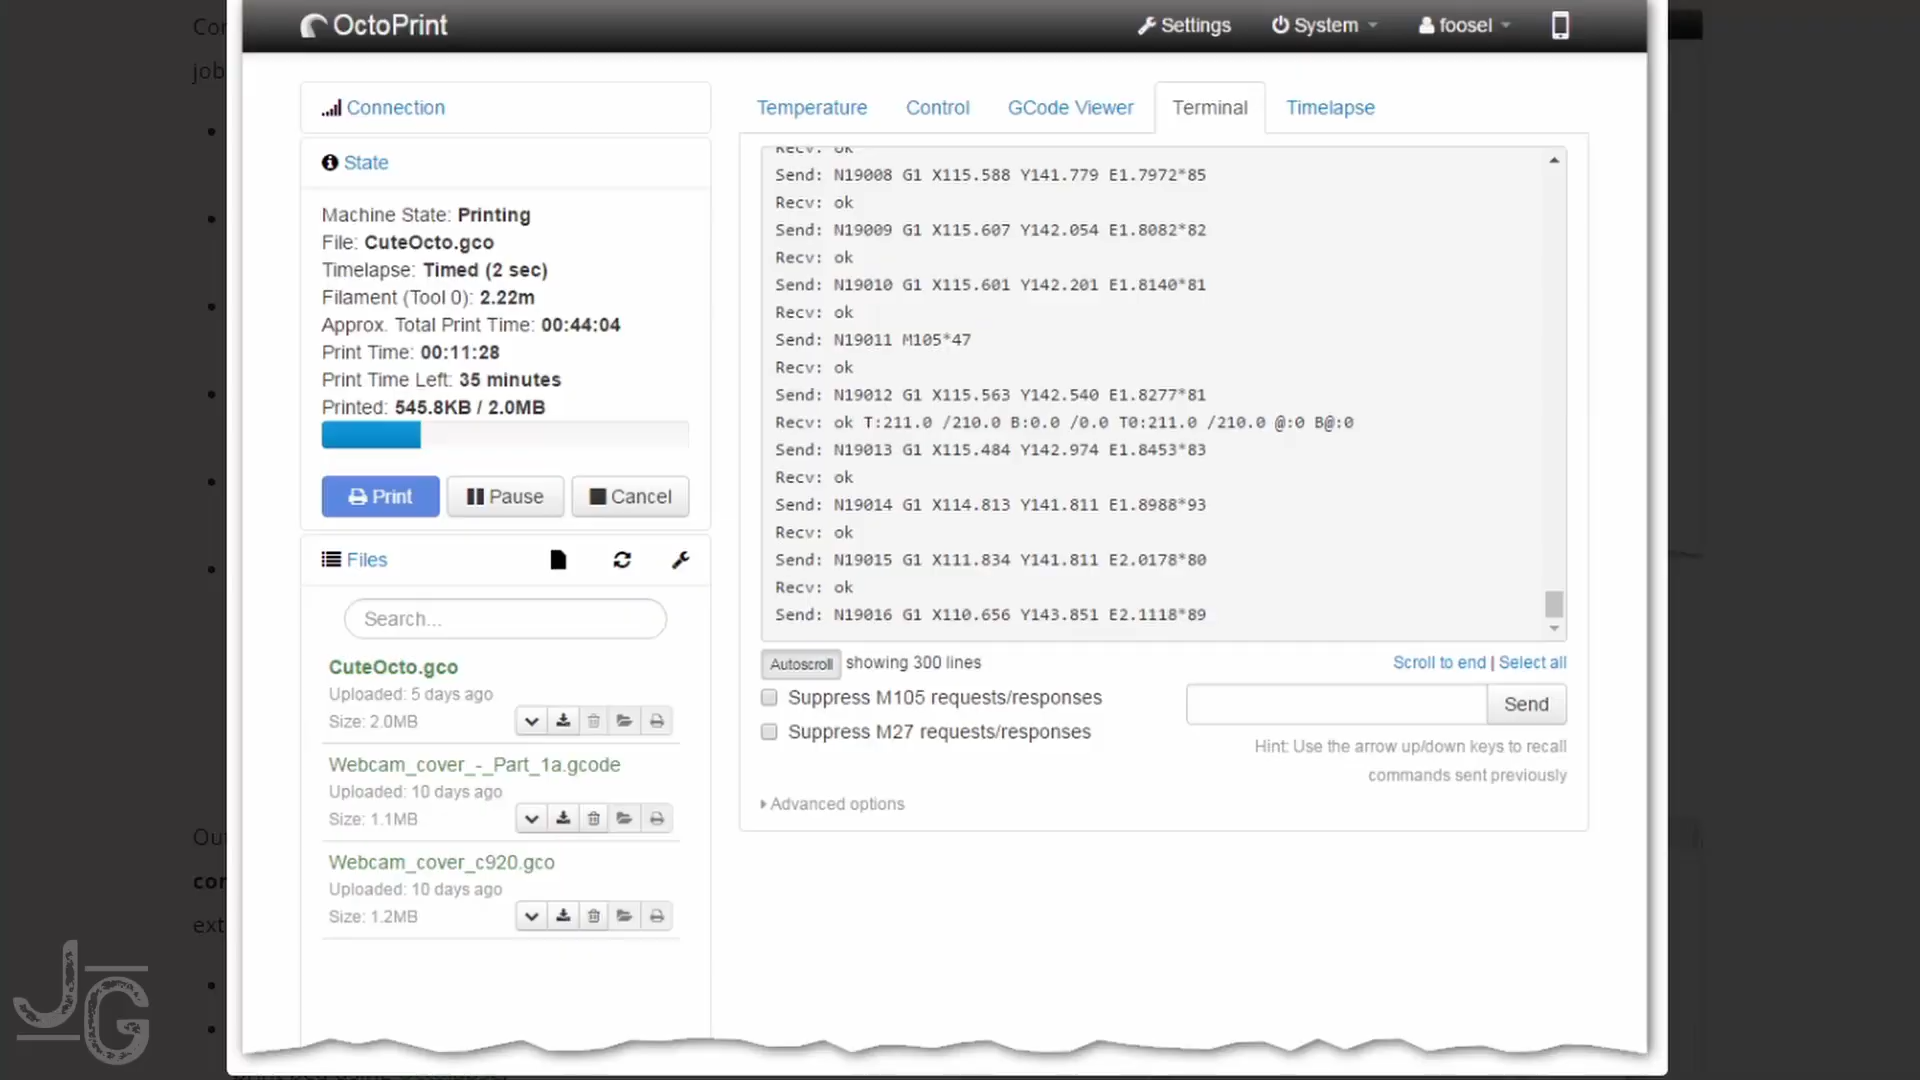 OctoPrint
Settings
System
foosel
Connection
State
Machine State: Printing
File: CuteOcto.gco
Timelapse: Timed (2 sec)
Filament (Tool 0): 2.22m
Approx. Total Print Time: 00:44:04
Print Time: 00:11:28
Print Time Left: 35 minutes
Printed: 545.8KB / 2.0MB
Print
Pause
Cancel
Files
Search...
CuteOcto.gco
Uploaded: 5 days ago
Size: 2.0MB
Webcam_cover_-_Part_1a.gcode
Uploaded: 10 days ago
Size: 1.1MB
Webcam_cover_c920.gco
Uploaded: 10 days ago
Size: 1.2MB
Temperature
Control
GCode Viewer
Terminal
Timelapse
Recv: ok
Send: N19008 G1 X115.588 Y141.779 E1.7972*85
Recv: ok
Send: N19009 G1 X115.607 Y142.054 E1.8082*82
Recv: ok
Send: N19010 G1 X115.601 Y142.201 E1.8140*81
Recv: ok
Send: N19011 M105*47
Recv: ok
Send: N19012 G1 X115.563 Y142.540 E1.8277*81
Recv: ok T:211.0 /210.0 B:0.0 /0.0 T0:211.0 /210.0 @:0 B@:0
Send: N19013 G1 X115.484 Y142.974 E1.8453*83
Recv: ok
Send: N19014 G1 X114.813 Y141.811 E1.8988*93
Recv: ok
Send: N19015 G1 X111.834 Y141.811 E2.0178*80
Recv: ok
Send: N19016 G1 X110.656 Y143.851 E2.1118*89
Autoscroll showing 300 lines
Scroll to end | Select all
Suppress M105 requests/responses
Suppress M27 requests/responses
Send
Hint: Use the arrow up/down keys to recall
commands sent previously
Advanced options
JG